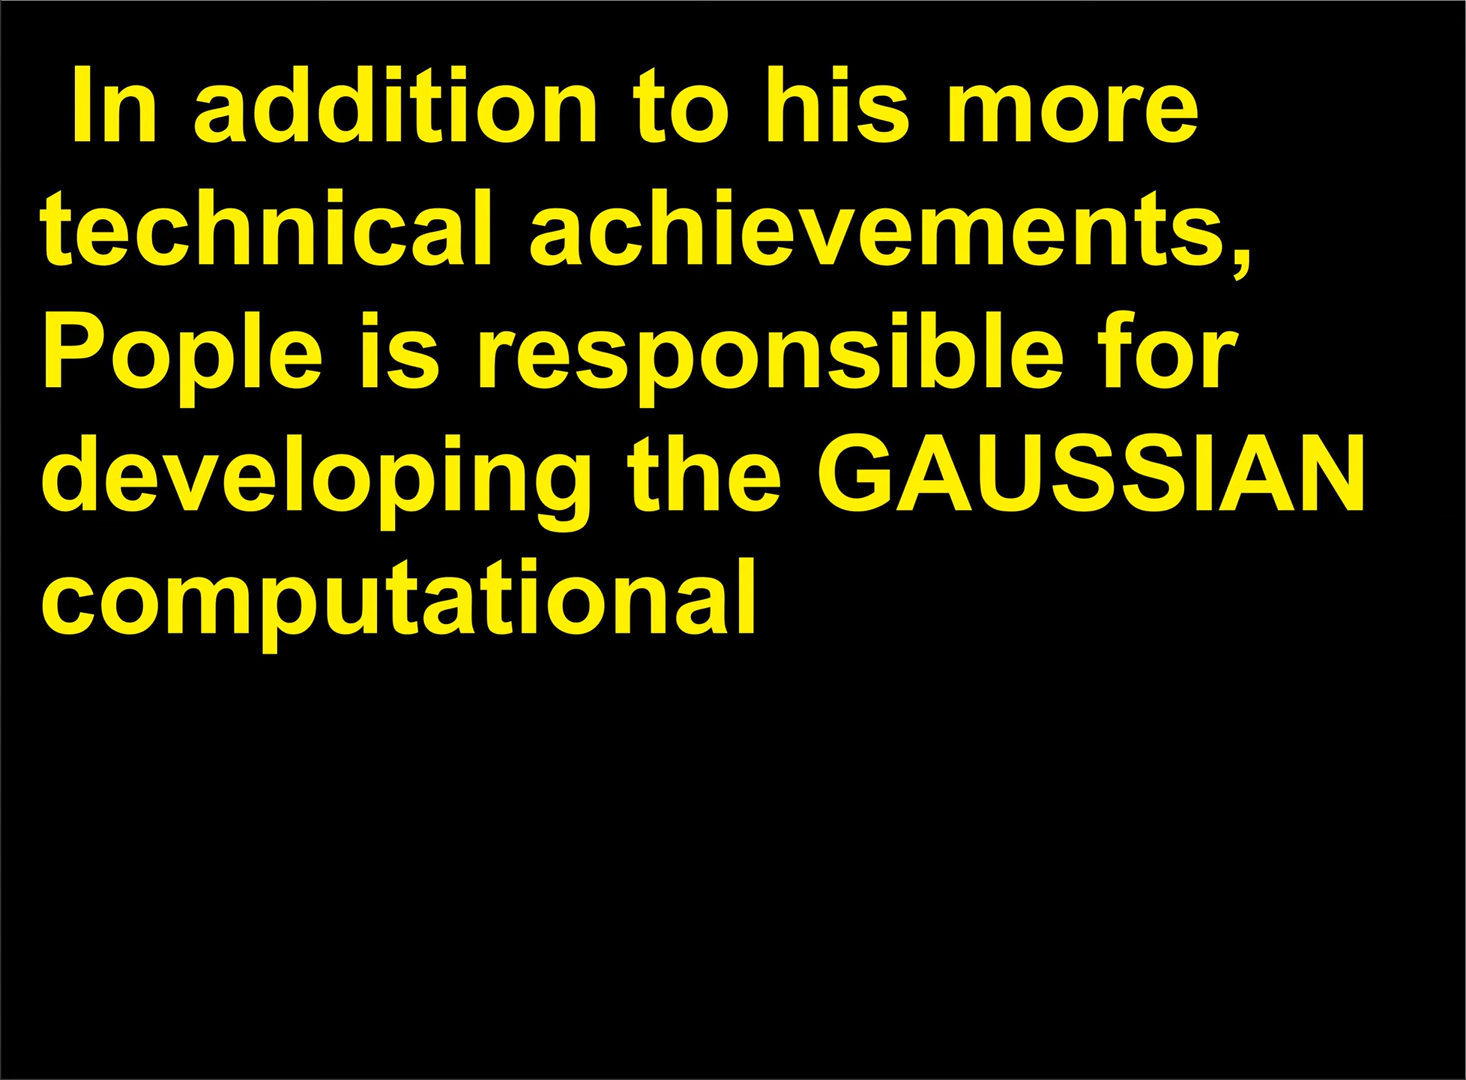 In addition to his more
technical achievements,
Pople is responsible for
developing the GAUSSIAN
computational